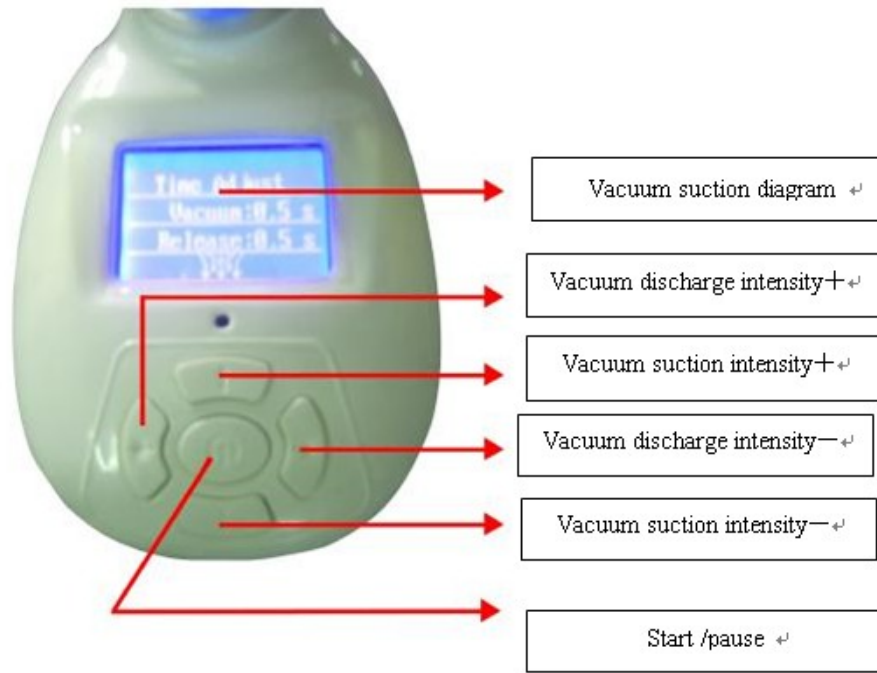 Time Adjust
Vacuum:0.5 s
Release:0.5 s
Vacuum suction diagram
Vacuum discharge intensity+
Vacuum suction intensity+
Vacuum discharge intensity—
Vacuum suction intensity—
Start /pause